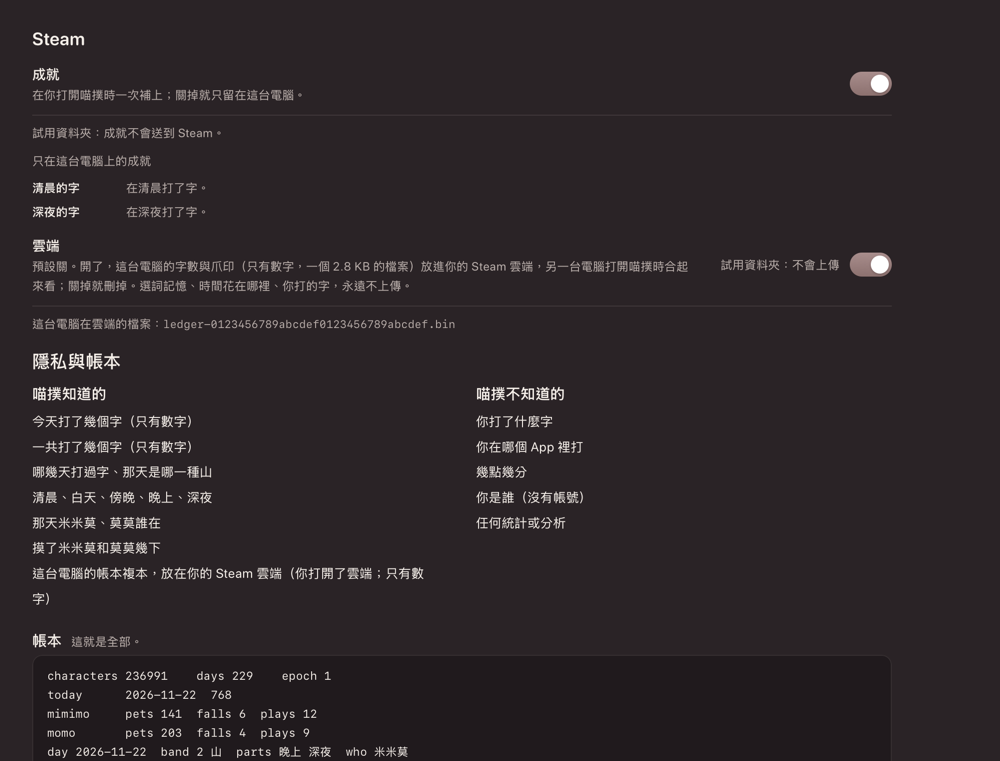 Steam
成就
在你打開喵撲時一次補上；關掉就只留在這台電腦。
試用資料夾：成就不會送到 Steam。
只在這台電腦上的成就
清晨的字 在清晨打了字。
深夜的字 在深夜打了字。
雲端
預設關。開了，這台電腦的字數與爪印（只有數字，一個 2.8 KB 的檔案）放進你的 Steam 雲端，另一台電腦打開喵撲時合起
來看；關掉就刪掉。選詞記憶、時間花在哪裡、你打的字，永遠不上傳。
試用資料夾：不會上傳
這台電腦在雲端的檔案：ledger-0123456789abcdef0123456789abcdef.bin
隱私與帳本
喵撲知道的
今天打了幾個字（只有數字）
一共打了幾個字（只有數字）
哪幾天打過字、那天是哪一種山
清晨、白天、傍晚、晚上、深夜
那天米米莫、莫莫誰在
摸了米米莫和莫莫幾下
這台電腦的帳本複本，放在你的 Steam 雲端（你打開了雲端；只有數
字）
喵撲不知道的
你打了什麼字
你在哪個 App 裡打
幾點幾分
你是誰（沒有帳號）
任何統計或分析
帳本 這就是全部。
characters 236991 days 229 epoch 1
today 2026-11-22 768
mimimo pets 141 falls 6 plays 12
momo pets 203 falls 4 plays 9
day 2026-11-22 band 2 山 parts 晚上 深夜 who 米米莫